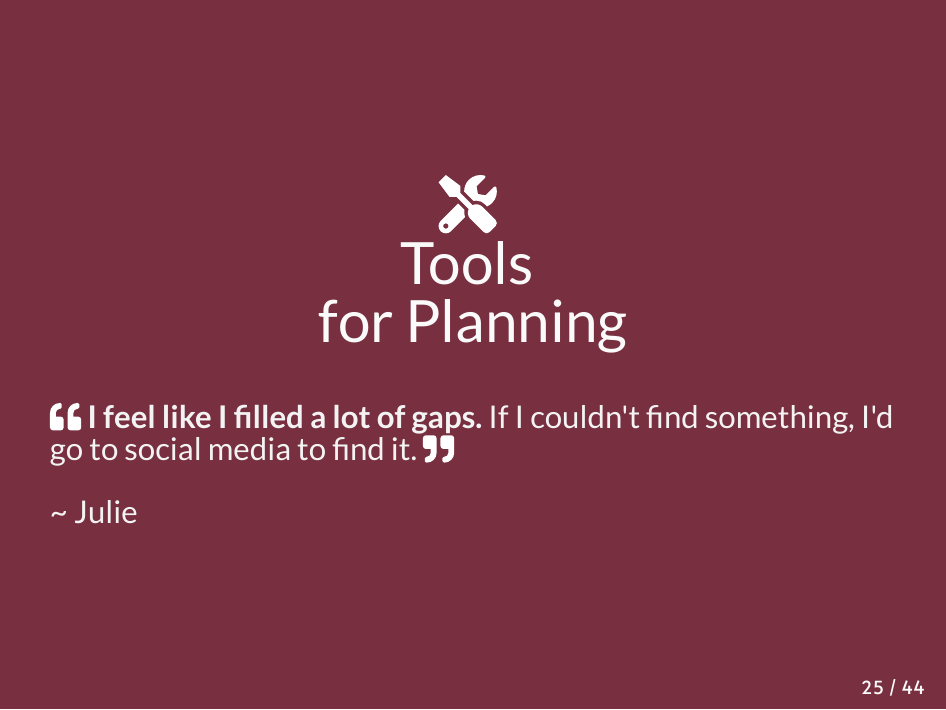 Tools
for Planning
❝ I feel like I filled a lot of gaps. If I couldn't find something, I'd
go to social media to find it. ❞
~ Julie
25 / 44